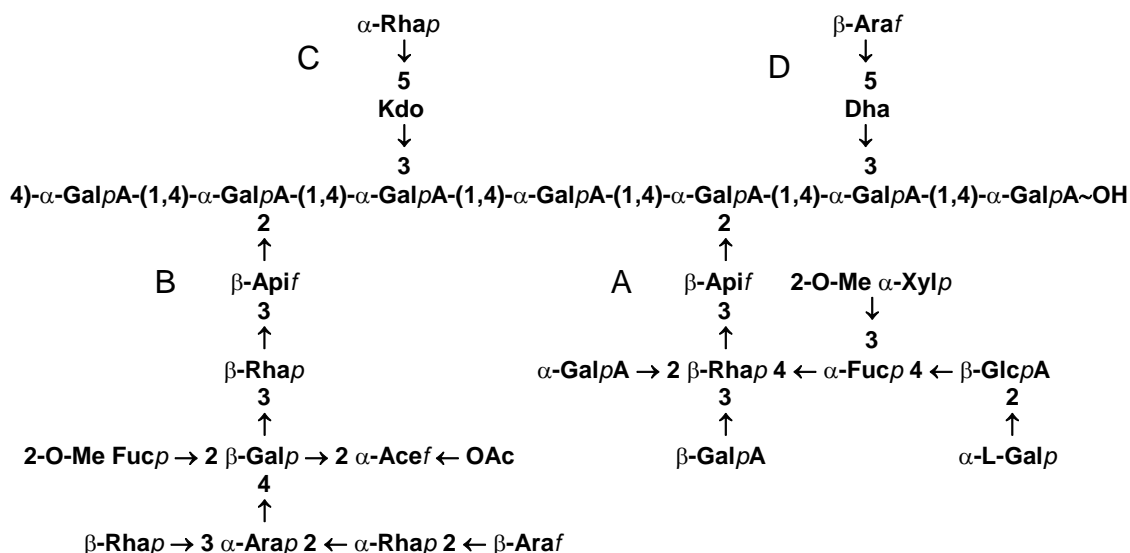 α-Rhap β-Araf
C ↓ D ↓
5 5
Kdo Dha
↓ ↓
3 3
4)-α-GalpA-(1,4)-α-GalpA-(1,4)-α-GalpA-(1,4)-α-GalpA-(1,4)-α-GalpA-(1,4)-α-GalpA-(1,4)-α-GalpA~OH
2 2
↑ ↑
B β-Apif A β-Apif 2-O-Me α-Xylp
3 3 ↓
↑ ↑ 3
β-Rhap α-GalpA → 2 β-Rhap 4 ← α-Fucp 4 ← β-GlcpA
3 3 2
↑ ↑ ↑
2-O-Me Fucp → 2 β-Galp → 2 α-Acef ← OAc β-GalpA α-L-Galp
4
↑
β-Rhap → 3 α-Arap 2 ← α-Rhap 2 ← β-Araf